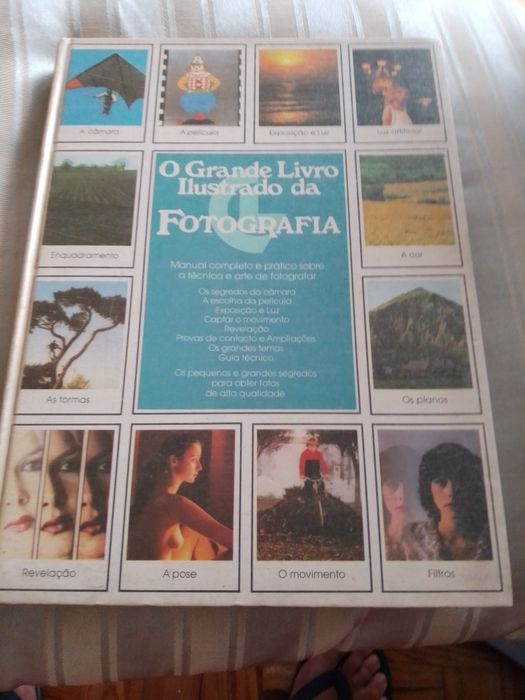 A câmara
A película
Exposição e Luz
Luz artificial
O Grande Livro
Ilustrado da
FOTOGRAFIA
Manual completo e prático sobre
a técnica e arte de fotografar
Os segredos da câmara
A escolha da película
Exposição e Luz
Captar o movimento
Revelação
Provas de contacto e Ampliações
Os grandes temas
Guia técnico
Os pequenos e grandes segredos
para obter fotos
de alta qualidade
Enquadramento
A cor
As formas
Os planos
Revelação
A pose
O movimento
Filtros